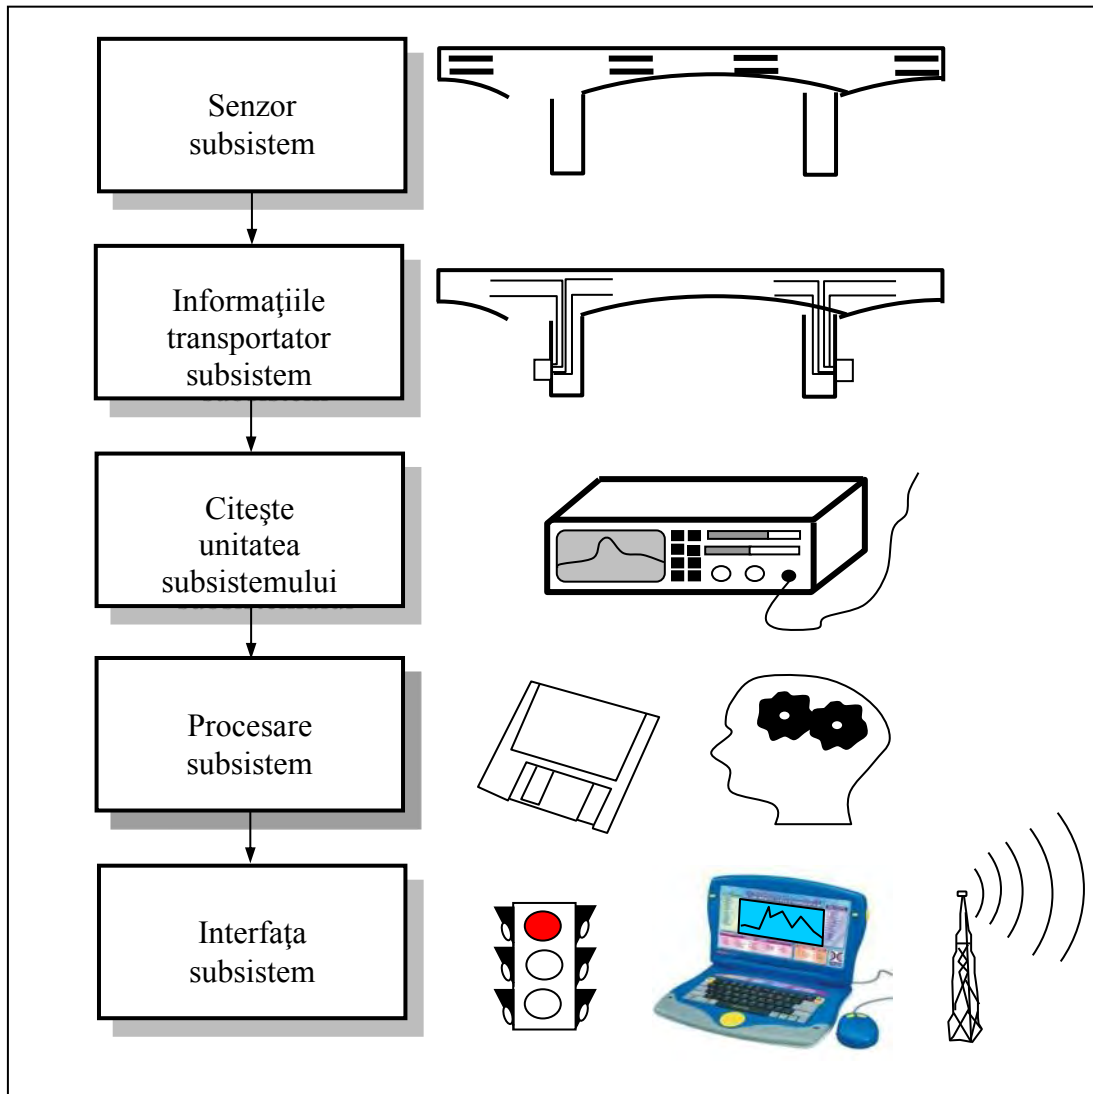 Senzor
subsistem
Informaţiile
transportator
subsistem
Citeşte
unitatea
subsistemului
Procesare
subsistem
Interfaţa
subsistem